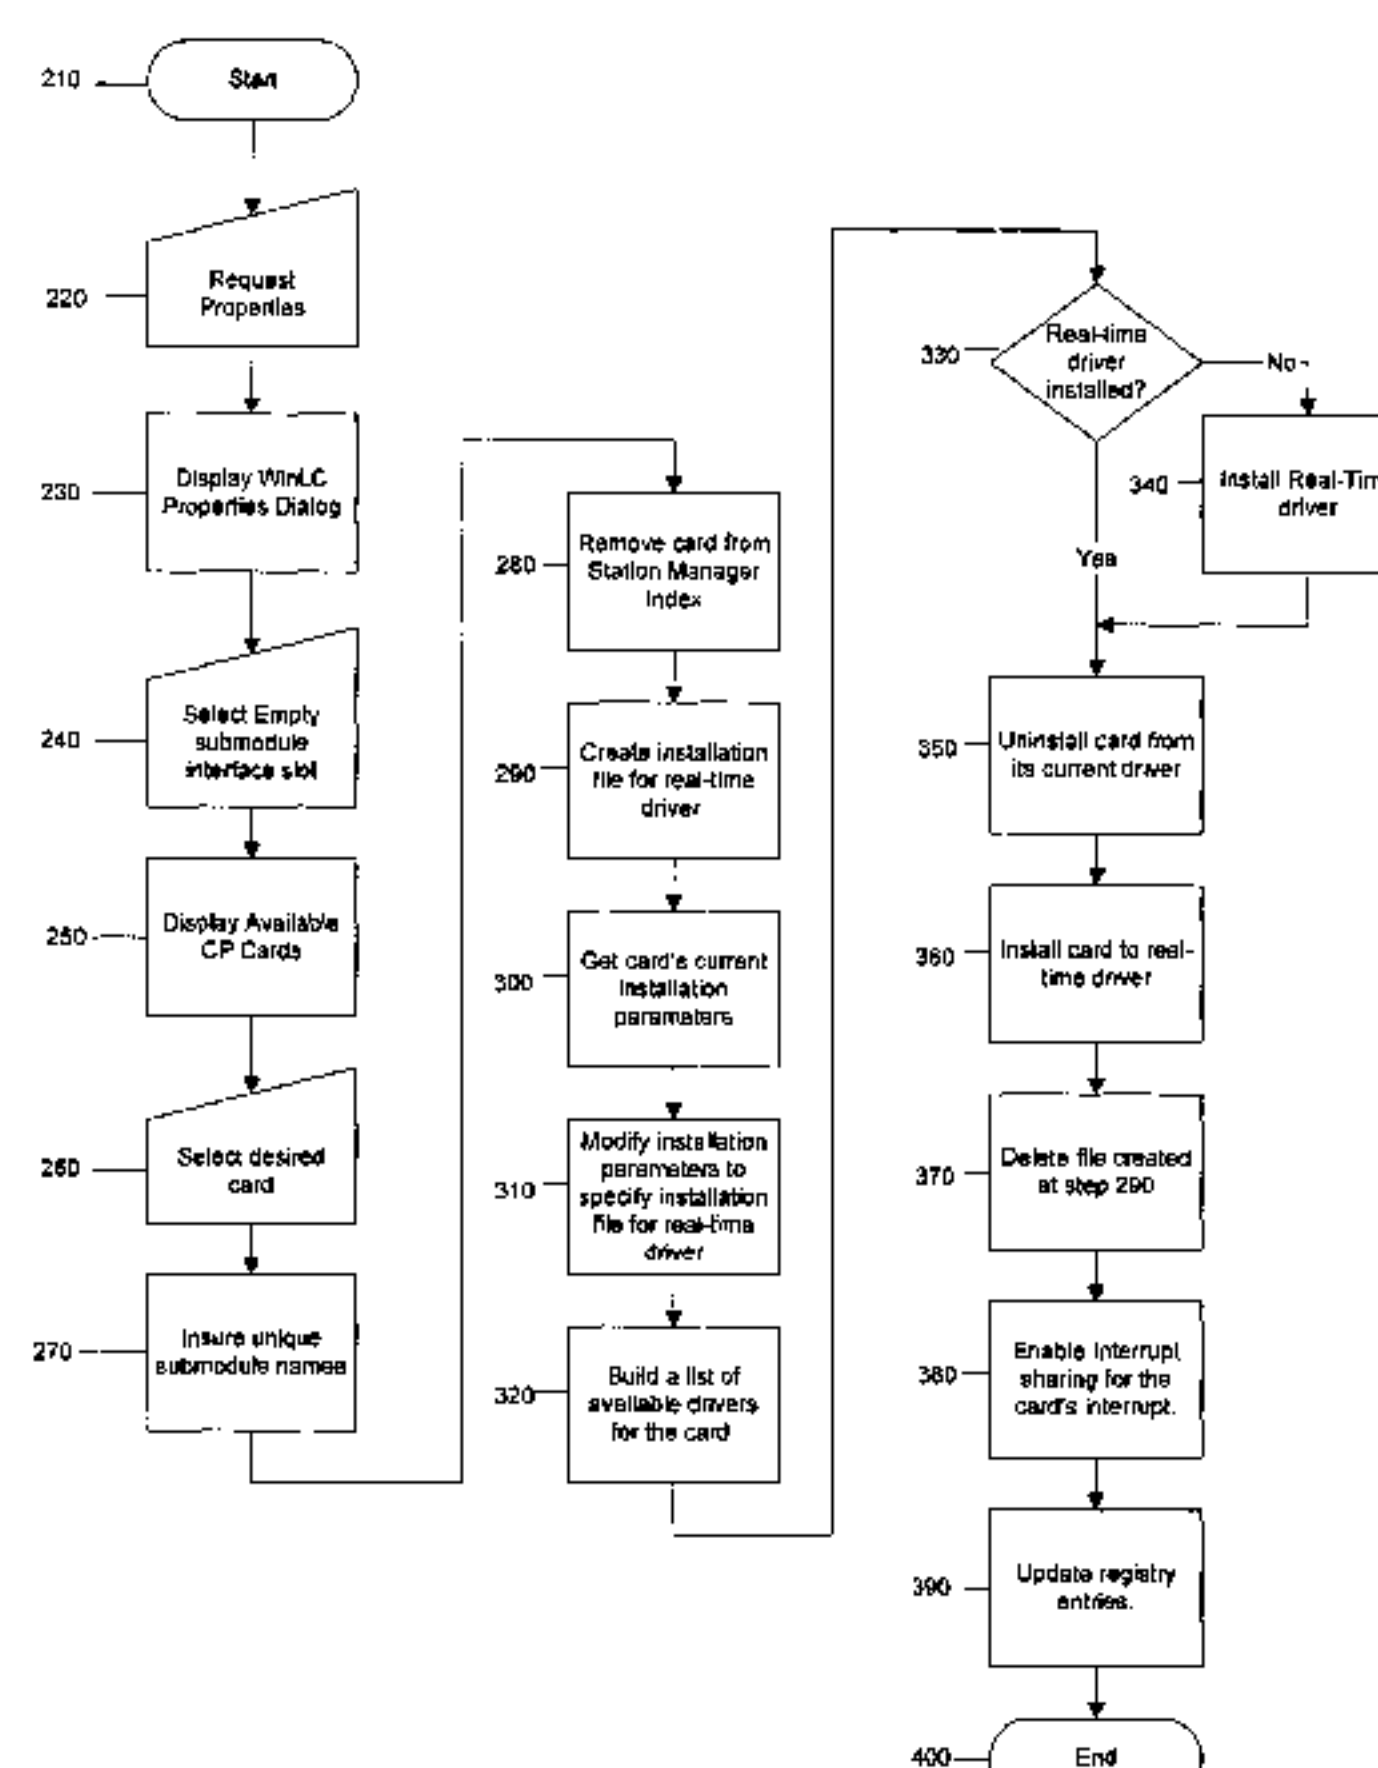 210
Start
220
Request
Properties
230
Display WinLC
Properties Dialog
240
Select Empty
submodule
interface slot
250
Display Available
CP Cards
260
Select desired
card
270
Insure unique
submodule names
280
Remove card from
Station Manager
Index
290
Create installation
file for real-time
driver
300
Get card's current
installation
parameters
310
Modify installation
parameters to
specify installation
file for real-time
driver
320
Build a list of
available drivers
for the card
330
Real-time
driver
installed?
No
Yes
340
Install Real-Tim
driver
350
Uninstall card from
its current driver
360
Install card to real-
time driver
370
Delete file created
at step 290
380
Enable interrupt
sharing for the
card's interrupt.
390
Update registry
entries.
400
End